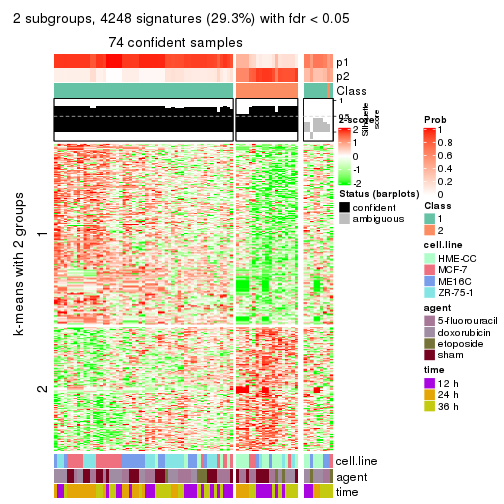 2 subgroups, 4248 signatures (29.3%) with fdr < 0.05
74 confident samples
p1
p2
Class
1
0.5
Silhouette
score
k-means with 2 groups
1
2
cell.line
agent
time
z-score
2
1
0
-1
-2
Status (barplots)
confident
ambiguous
Prob
1
0.8
0.6
0.4
0.2
0
Class
1
2
cell.line
HME-CC
MCF-7
ME16C
ZR-75-1
agent
5-fluorouracil
doxorubicin
etoposide
sham
time
12 h
24 h
36 h